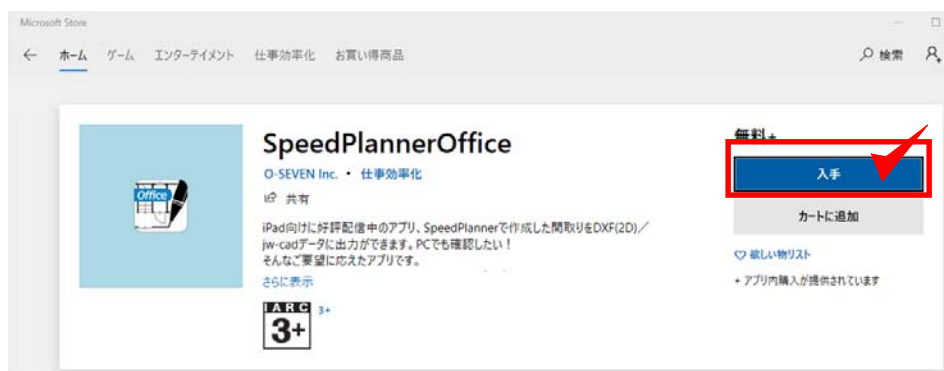 Microsoft Store
ホーム ゲーム エンターテイメント 仕事効率化 お買い得商品 検索
SpeedPlannerOffice
O-SEVEN Inc. • 仕事効率化
共有
iPad向けに好評配信中のアプリ、SpeedPlannerで作成した間取りをDXF(2D)／
jw-cadデータに出力ができます。PCでも確認したい！
そんなご要望に応えたアプリです。
さらに表示
IARC
3+
3+
Office
無料+
入手
カートに追加
欲しい物リスト
+ アプリ内購入が提供されています